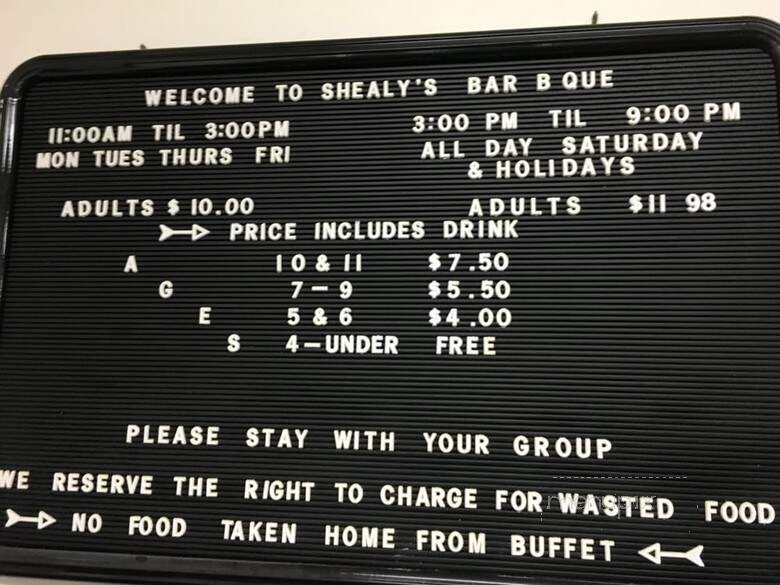 WELCOME TO SHEALY'S BAR B QUE
11:00AM TIL 3:00PM 3:00 PM TIL 9:00 PM
MON TUES THURS FRI ALL DAY SATURDAY
& HOLIDAYS
ADULTS $ 10.00 ADULTS $11 98
PRICE INCLUDES DRINK
A 10 & 11 $7.50
G 7-9 $5.50
E 5 & 6 $4.00
S 4-UNDER FREE
PLEASE STAY WITH YOUR GROUP
WE RESERVE THE RIGHT TO CHARGE FOR WASTED FOOD
NO FOOD TAKEN HOME FROM BUFFET